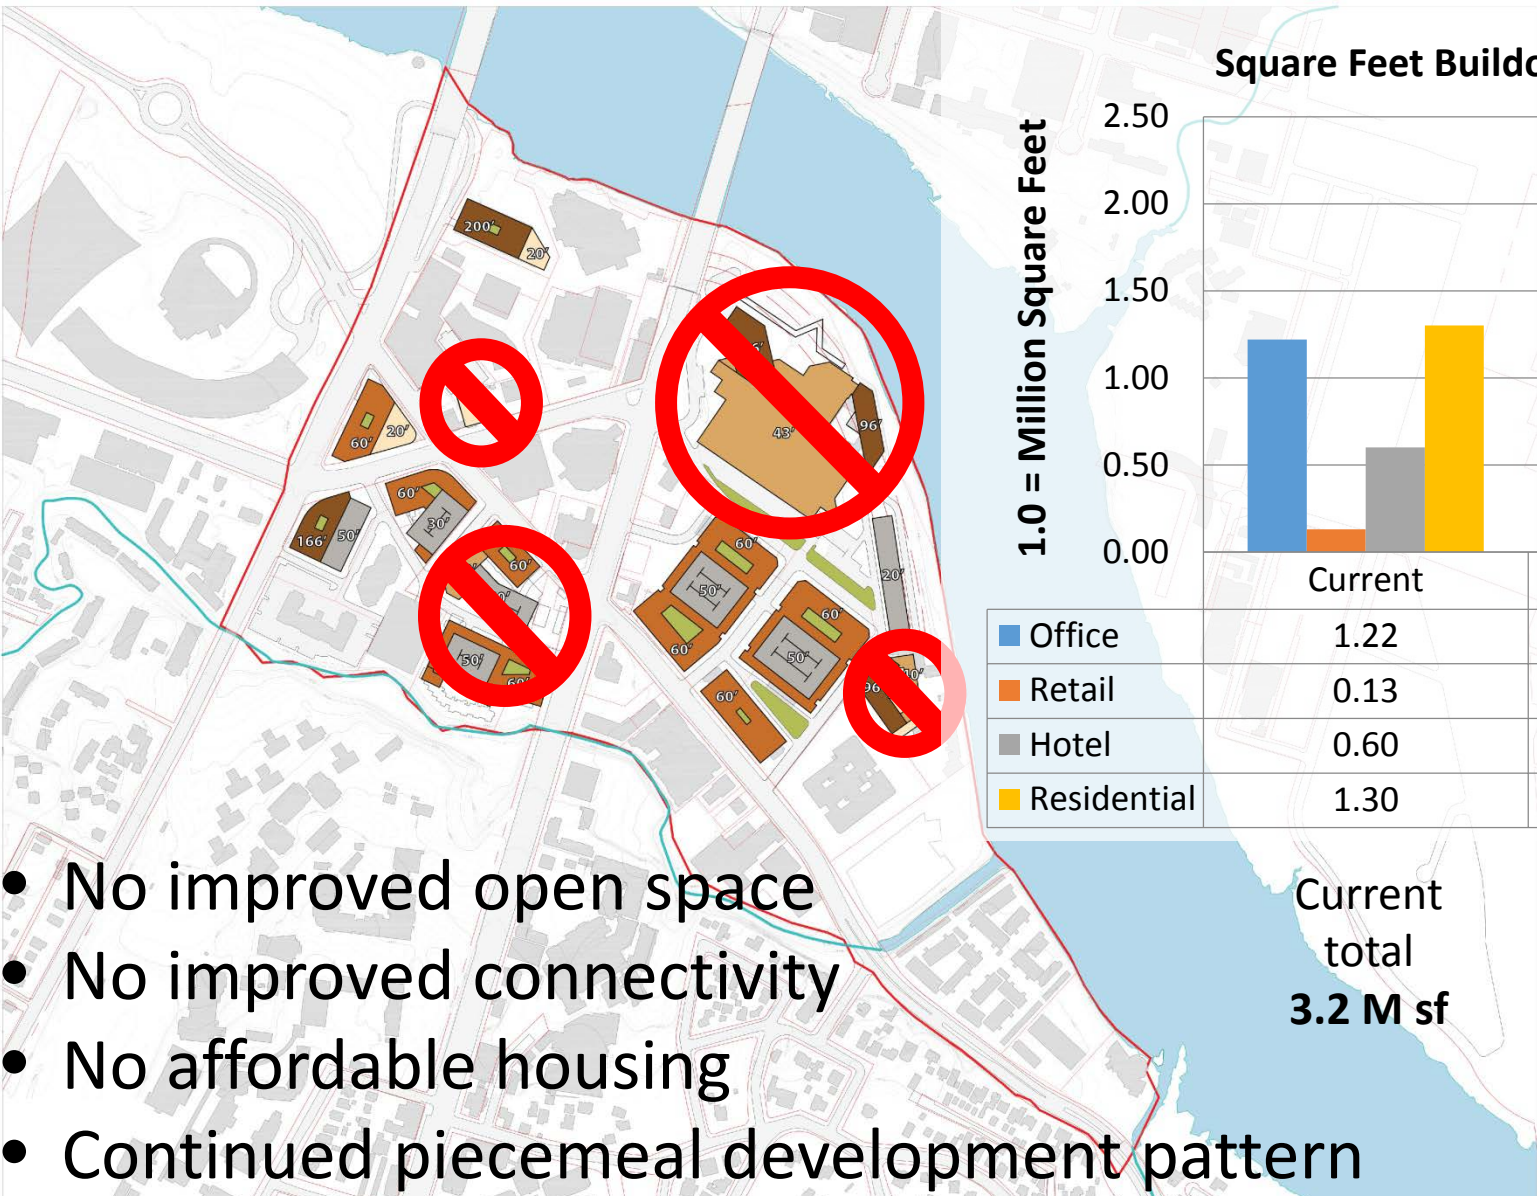 Square Feet Buildo
1.0 = Million Square Feet
2.50
2.00
1.50
1.00
0.50
0.00
Current
Office 1.22
Retail 0.13
Hotel 0.60
Residential 1.30
Current
total
3.2 M sf
200'
20'
60'
20'
43'
96'
60'
30'
166'
50'
60'
50'
60'
60'
50'
60'
20'
60'
50'
60'
96
• No improved open space
• No improved connectivity
• No affordable housing
• Continued piecemeal development pattern